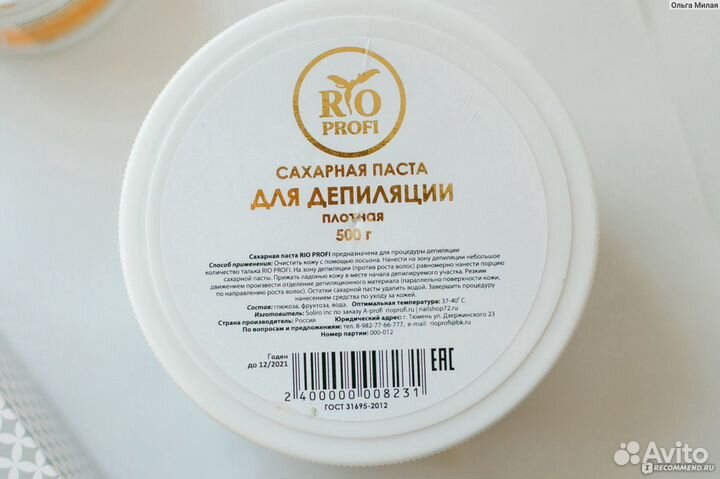 Ольга Милая
RIO
PROFI
САХАРНАЯ ПАСТА
ДЛЯ ДЕПИЛЯЦИИ
ПЛОТНАЯ
500 г
Сахарная паста RIO PROFI предназначена для процедуры депиляции
Способ применения: Очистить кожу с помощью лосьона. Нанести на зону депиляции небольшое
количество талька RIO PROFI. На зону депиляции (против роста волос) равномерно нанести порцию
сахарной пасты. Прижать ладонью кожу в месте начала депилируемого участка. Резким
движением произвести отделение депиляционного материала (параллельно поверхности кожи,
по направлению роста волос). Остатки сахарной пасты удалить водой. Завершить процедуру
нанесением средства по уходу за кожей.
Состав: глюкоза, фруктоза, вода. Оптимальная температура: 37-40˚ С
Изготовитель: Soliro inc по заказу A-profi rioprofi.ru | nailshop72.ru
Страна производитель: Россия Юридический адрес: г. Тюмень ул. Дзержинского 23
По вопросам и предложениям: тел. 8-982-77-66-777, e-mail: rioprofi@bk.ru
Номер партии: 000-012
Годен
до 12/2021
EAC
2 400000 008231
ГОСТ 31695-2012
Avito
IRECOMMEND.RU